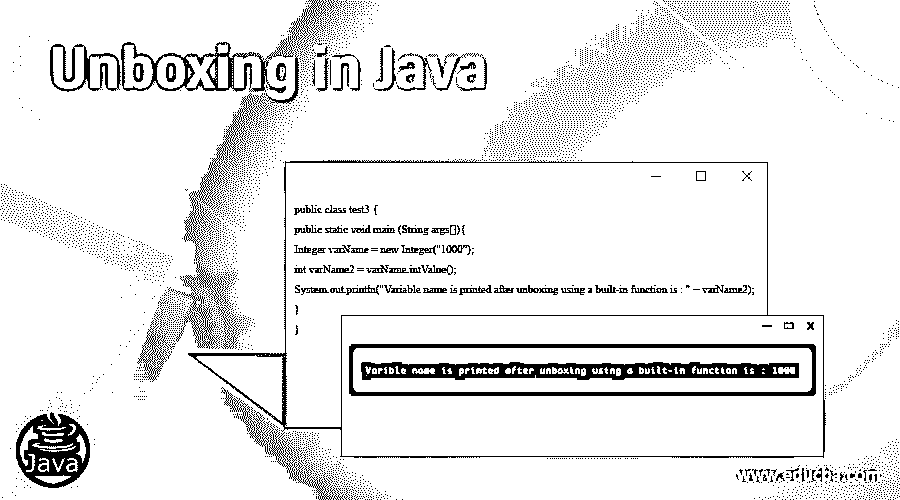 Unboxing in Java
public class test3 {
public static void main (String args[]){
Integer varName = new Integer("1000");
int varName2 = varName.intValue();
System.out.println("Variable name is printed after unboxing using a built-in function is : " + varName2);
}
}
Varible name is printed after unboxing using a built-in function is : 1000
Java
www.educba.com